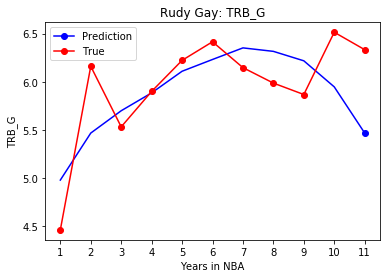 Rudy Gay: TRB_G
Prediction
True
6.5
6.0
5.5
5.0
4.5
TRB_G
1 2 3 4 5 6 7 8 9 10 11
Years in NBA